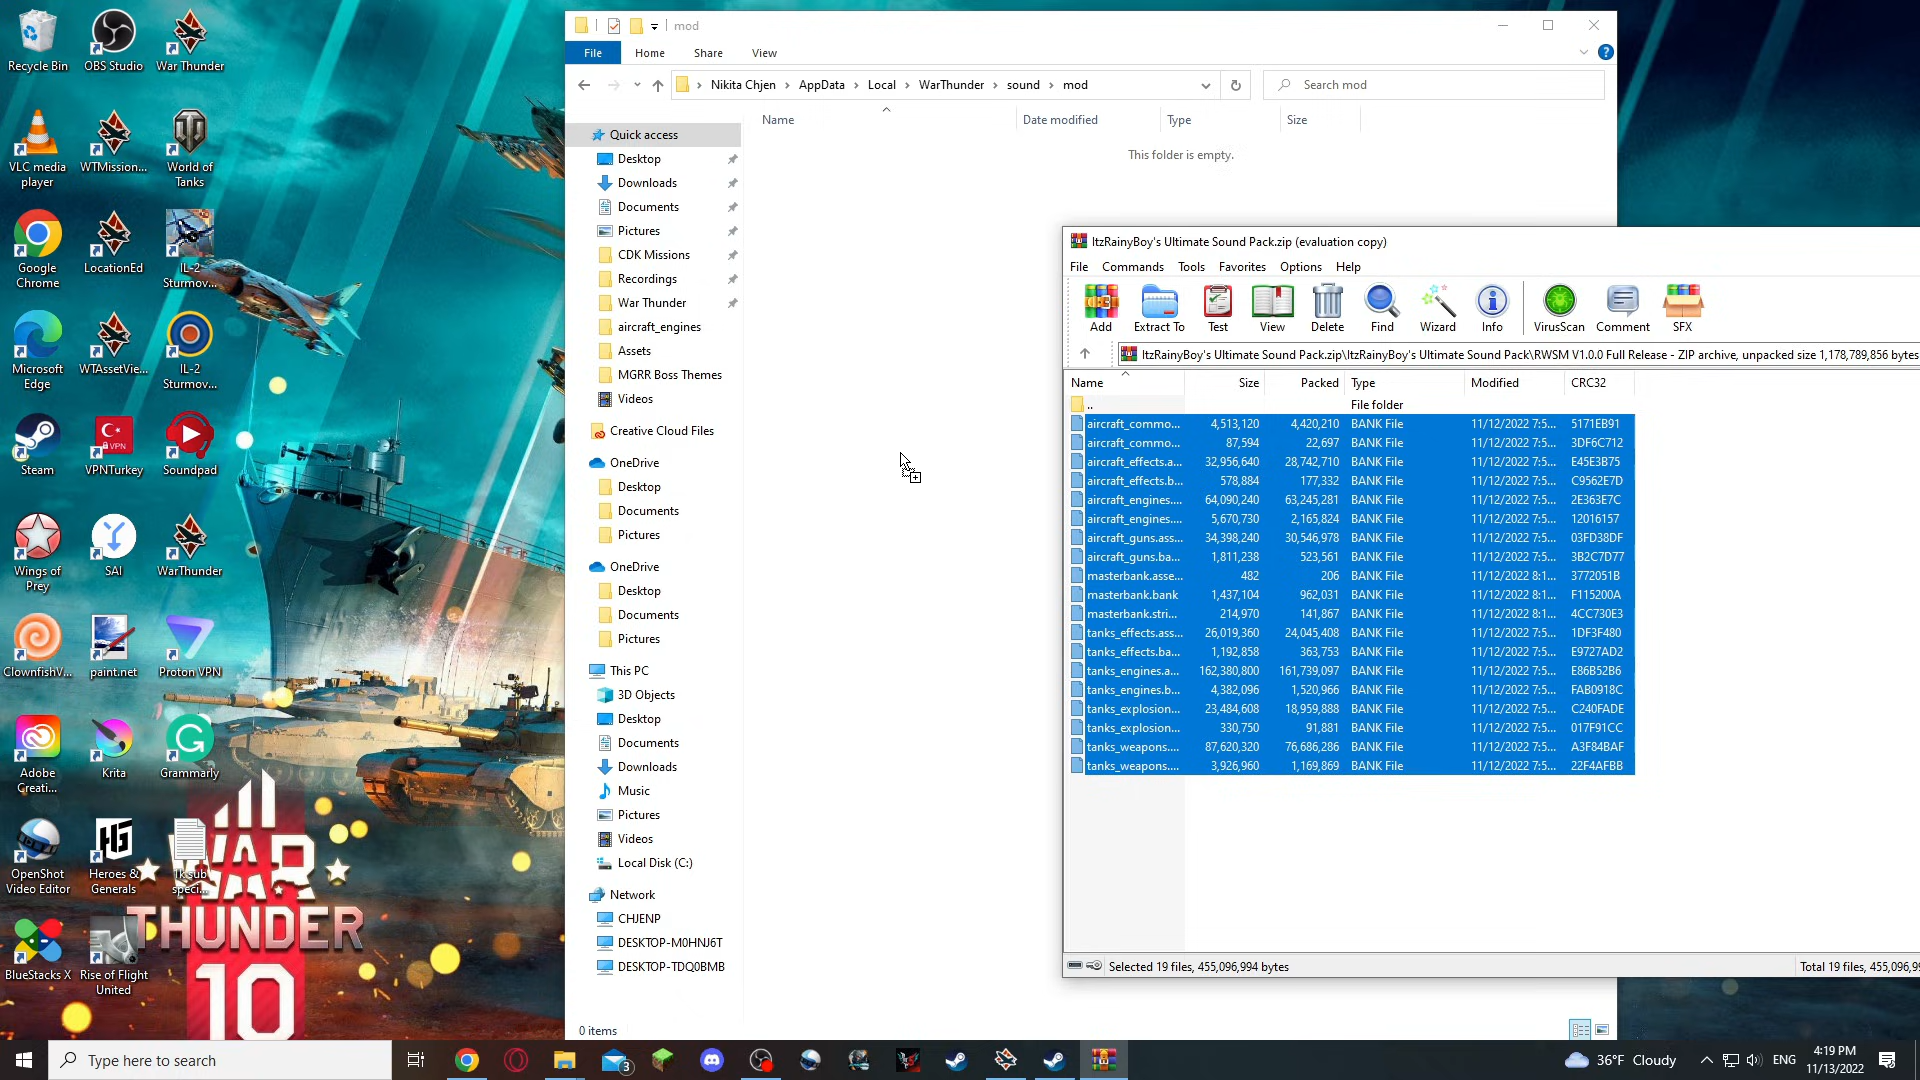 Recycle Bin
OBS Studio
War Thunder
VLC media
player
WTMission...
World of
Tanks
Google
Chrome
LocationEd
IL-2
Sturmov...
Microsoft
Edge
WTAssetVie...
IL-2
Sturmov...
Steam
VPN
VPNTurkey
Soundpad
Wings of
Prey
SAI
WarThunder
ClownfishV...
paint.net
Proton VPN
Adobe
Creati...
Krita
Grammarly
OpenShot
Video Editor
Heroes &
Generals
1k sub
speci...
BlueStacks X
Rise of Flight
United
WAR
THUNDER
10
mod
File
Home
Share
View
Nikita Chjen
AppData
Local
WarThunder
sound
mod
Search mod
Name
Date modified
Type
Size
This folder is empty.
Quick access
Desktop
Downloads
Documents
Pictures
CDK Missions
Recordings
War Thunder
aircraft_engines
Assets
MGRR Boss Themes
Videos
Creative Cloud Files
OneDrive
Desktop
Documents
Pictures
OneDrive
Desktop
Documents
Pictures
This PC
3D Objects
Desktop
Documents
Downloads
Music
Pictures
Videos
Local Disk (C:)
Network
CHJENP
DESKTOP-M0HNJ6T
DESKTOP-TDQ0BMB
0 items
ItzRainyBoy's Ultimate Sound Pack.zip (evaluation copy)
File
Commands
Tools
Favorites
Options
Help
Add
Extract To
Test
View
Delete
Find
Wizard
Info
VirusScan
Comment
SFX
ItzRainyBoy's Ultimate Sound Pack.zip\ItzRainyBoy's Ultimate Sound Pack\RWSM V1.0.0 Full Release - ZIP archive, unpacked size 1,178,789,856 bytes
Name Size Packed Type Modified CRC32
.. File folder
aircraft_commo... 4,513,120 4,420,210 BANK File 11/12/2022 7:5... 5171EB91
aircraft_commo... 87,594 22,697 BANK File 11/12/2022 7:5... 3DF6C712
aircraft_effects.a... 32,956,640 28,742,710 BANK File 11/12/2022 7:5... E45E3B75
aircraft_effects.b... 578,884 177,332 BANK File 11/12/2022 7:5... C9562E7D
aircraft_engines.... 64,090,240 63,245,281 BANK File 11/12/2022 7:5... 2E363E7C
aircraft_engines.... 5,670,730 2,165,824 BANK File 11/12/2022 7:5... 12016157
aircraft_guns.ass... 34,398,240 30,546,978 BANK File 11/12/2022 7:5... 03FD38DF
aircraft_guns.ba... 1,811,238 523,561 BANK File 11/12/2022 7:5... 3B2C7D77
masterbank.asse... 482 206 BANK File 11/12/2022 8:1... 3772051B
masterbank.bank 1,437,104 962,031 BANK File 11/12/2022 8:1... F115200A
masterbank.stri... 214,970 141,867 BANK File 11/12/2022 8:1... 4CC730E3
tanks_effects.ass... 26,019,360 24,045,408 BANK File 11/12/2022 7:5... 1DF3F480
tanks_effects.ba... 1,192,858 363,753 BANK File 11/12/2022 7:5... E9727AD2
tanks_engines.a... 162,380,800 161,739,097 BANK File 11/12/2022 7:5... E86B52B6
tanks_engines.b... 4,382,096 1,520,966 BANK File 11/12/2022 7:5... FAB0918C
tanks_explosion... 23,484,608 18,959,888 BANK File 11/12/2022 7:5... C240FADE
tanks_explosion... 330,750 91,881 BANK File 11/12/2022 7:5... 017F91CC
tanks_weapons.... 87,620,320 76,686,286 BANK File 11/12/2022 7:5... A3F84BAF
tanks_weapons.... 3,926,960 1,169,869 BANK File 11/12/2022 7:5... 22F4AFBB
Selected 19 files, 455,096,994 bytes
Total 19 files, 455,096,99
Type here to search
3
36°F Cloudy
ENG
4:19 PM
11/13/2022